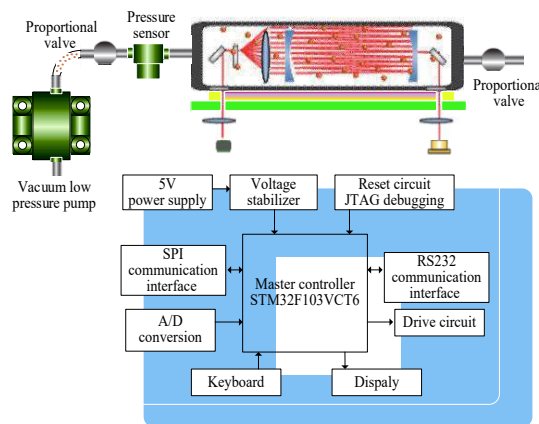 Proportional
valve
Pressure
sensor
Proportional
valve
Vacuum low
pressure pump
5V
power supply
Voltage
stabilizer
Reset circuit
JTAG debugging
SPI
communication
interface
Master controller
STM32F103VCT6
RS232
communication
interface
A/D
conversion
Drive circuit
Keyboard
Dispaly